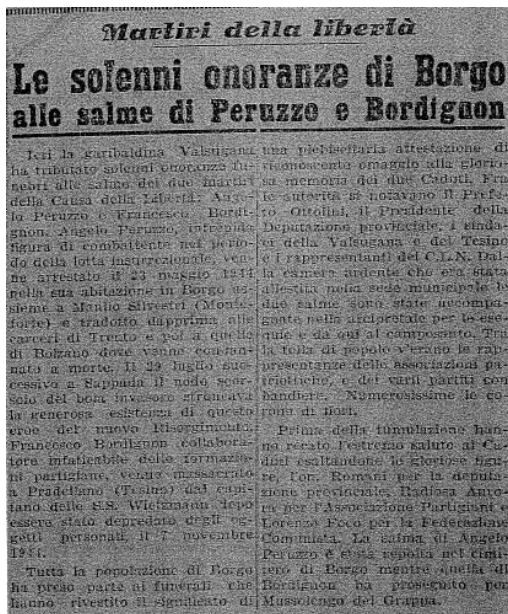 Martiri della libertà
Le solenni onoranze di Borgo
alle salme di Peruzzo e Bordignon
Ieri la garibaldina Valsugana
ha tributato solenni onoranze fu-
nebri alle salme dei due martiri
della Causa della Libertà: Ange-
lo Peruzzo e Francesco Bordi-
gnon. Angelo Peruzzo, intrepida
figura di combattente nel perio-
do della lotta insurrezionale, ven-
ne arrestato il 23 maggio 1944
nella sua abitazione in Borgo as-
sieme a Manlio Silvestri (Monte-
forte) e tradotto dapprima alle
carceri di Trento e poi a quelle
di Bolzano dove venne condan-
nato a morte. Il 29 luglio suc-
cessivo a Sappada il nodo scor-
soio del boia invasore stroncava
la generosa esistenza di questo
eroe del nuovo Risorgimento.
Francesco Bordignon collabora-
tore infaticabile delle formazio-
ni partigiane, venne massacrato
a Pradellano (Tesino) dal capi-
tano delle S.S. dopo
essere stato depredato degli og-
getti personali, il 7 novembre
1944.
Tutta la popolazione di Borgo
ha preso parte ai funerali che
hanno rivestito il significato di
una plebiscitaria attestazione di
riconoscente omaggio alla glorio-
sa memoria dei due Caduti. Fra
le autorità si notavano il Prefe-
to Ottolini, il Presidente della
Deputazione provinciale, i sinda-
ci della Valsugana e del Tesino
e i rappresentanti del C.L.N. Dal-
la camera ardente che era stata
allestita nella sede municipale le
due salme sono state accompa-
gnate nella arcipretale per le ese-
quie e da qui al camposanto. Tra
la folla di popolo v'erano le rap-
presentanze delle associazioni pa-
triottiche, e dei varii partiti con
bandiere. Numerosissime le co-
rone di fiori.
Prima della tumulazione han-
no recato l'estremo saluto ai Ca-
duti esaltandone le gloriose figu-
re, l'on. Romani per la deputa-
zione provinciale, Radiosa Auro-
ra per l'Associazione Partigiani e
Lorenzo Foco per la Federazione
Comunista. La salma di Angelo
Peruzzo è stata sepolta nel cimi-
tero di Borgo mentre quella di
Bordignon ha proseguito per
Mussolengo del Grappa.